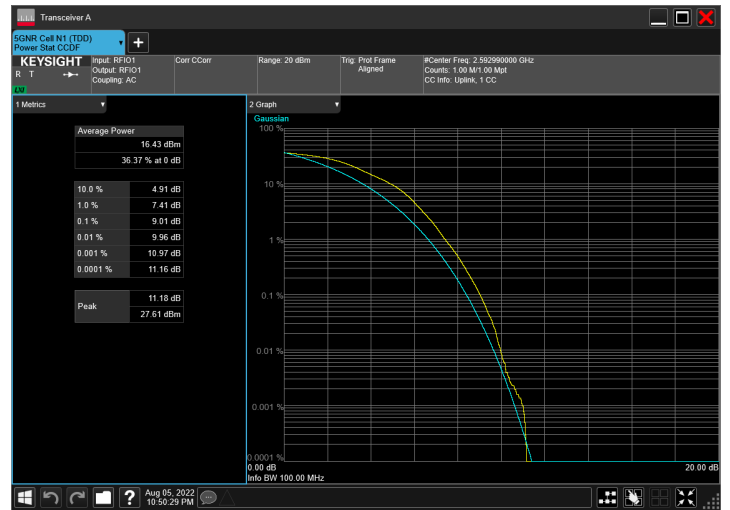 Transceiver A
5GNR Cell N1 (TDD)
Power Stat CCDF
KEYSIGHT
R T
Input: RFIO1
Output: RFIO1
Coupling: AC
Corr CCorr
Range: 20 dBm
Trig: Prot Frame
Aligned
#Center Freq: 2.592990000 GHz
Counts: 1.00 M/1.00 Mpt
CC Info: Uplink, 1 CC
1 Metrics
Average Power
16.43 dBm
36.37 % at 0 dB
10.0 % 4.91 dB
1.0 % 7.41 dB
0.1 % 9.01 dB
0.01 % 9.96 dB
0.001 % 10.97 dB
0.0001 % 11.16 dB
Peak
11.18 dB
27.61 dBm
2 Graph
Gaussian
100 %
10 %
1 %
0.1 %
0.01 %
0.001 %
0.0001 %
0.00 dB
20.00 dB
Info BW 100.00 MHz
?
Aug 05, 2022
10:50:29 PM